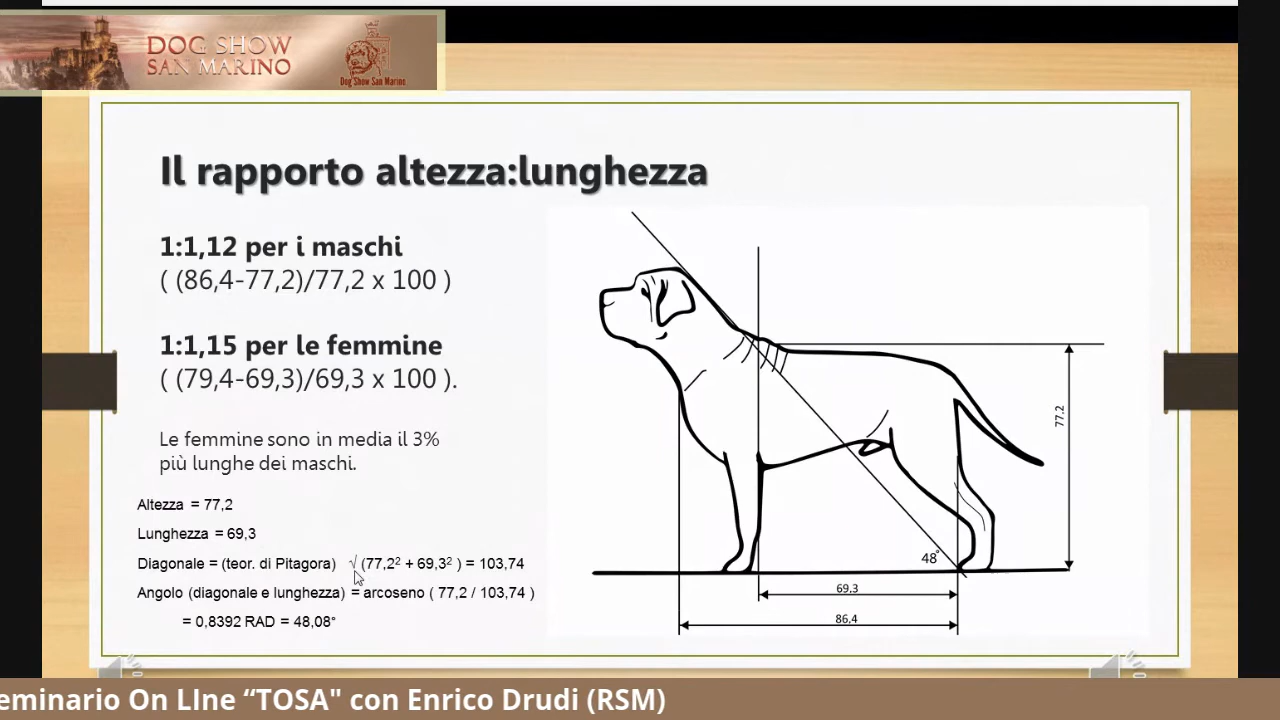 DOG SHOW
SAN MARINO
Dog Show San Marino
Il rapporto altezza:lunghezza
1:1,12 per i maschi
( (86,4-77,2)/77,2 x 100 )
1:1,15 per le femmine
( (79,4-69,3)/69,3 x 100 ).
Le femmine sono in media il 3%
più lunghe dei maschi.
Altezza = 77,2
Lunghezza = 69,3
Diagonale = (teor. di Pitagora) √ (77,2² + 69,3² ) = 103,74
Angolo (diagonale e lunghezza) = arcoseno ( 77,2 / 103,74 )
= 0,8392 RAD = 48,08°
77.2
48°
69.3
86.4
eminario On LIne “TOSA" con Enrico Drudi (RSM)